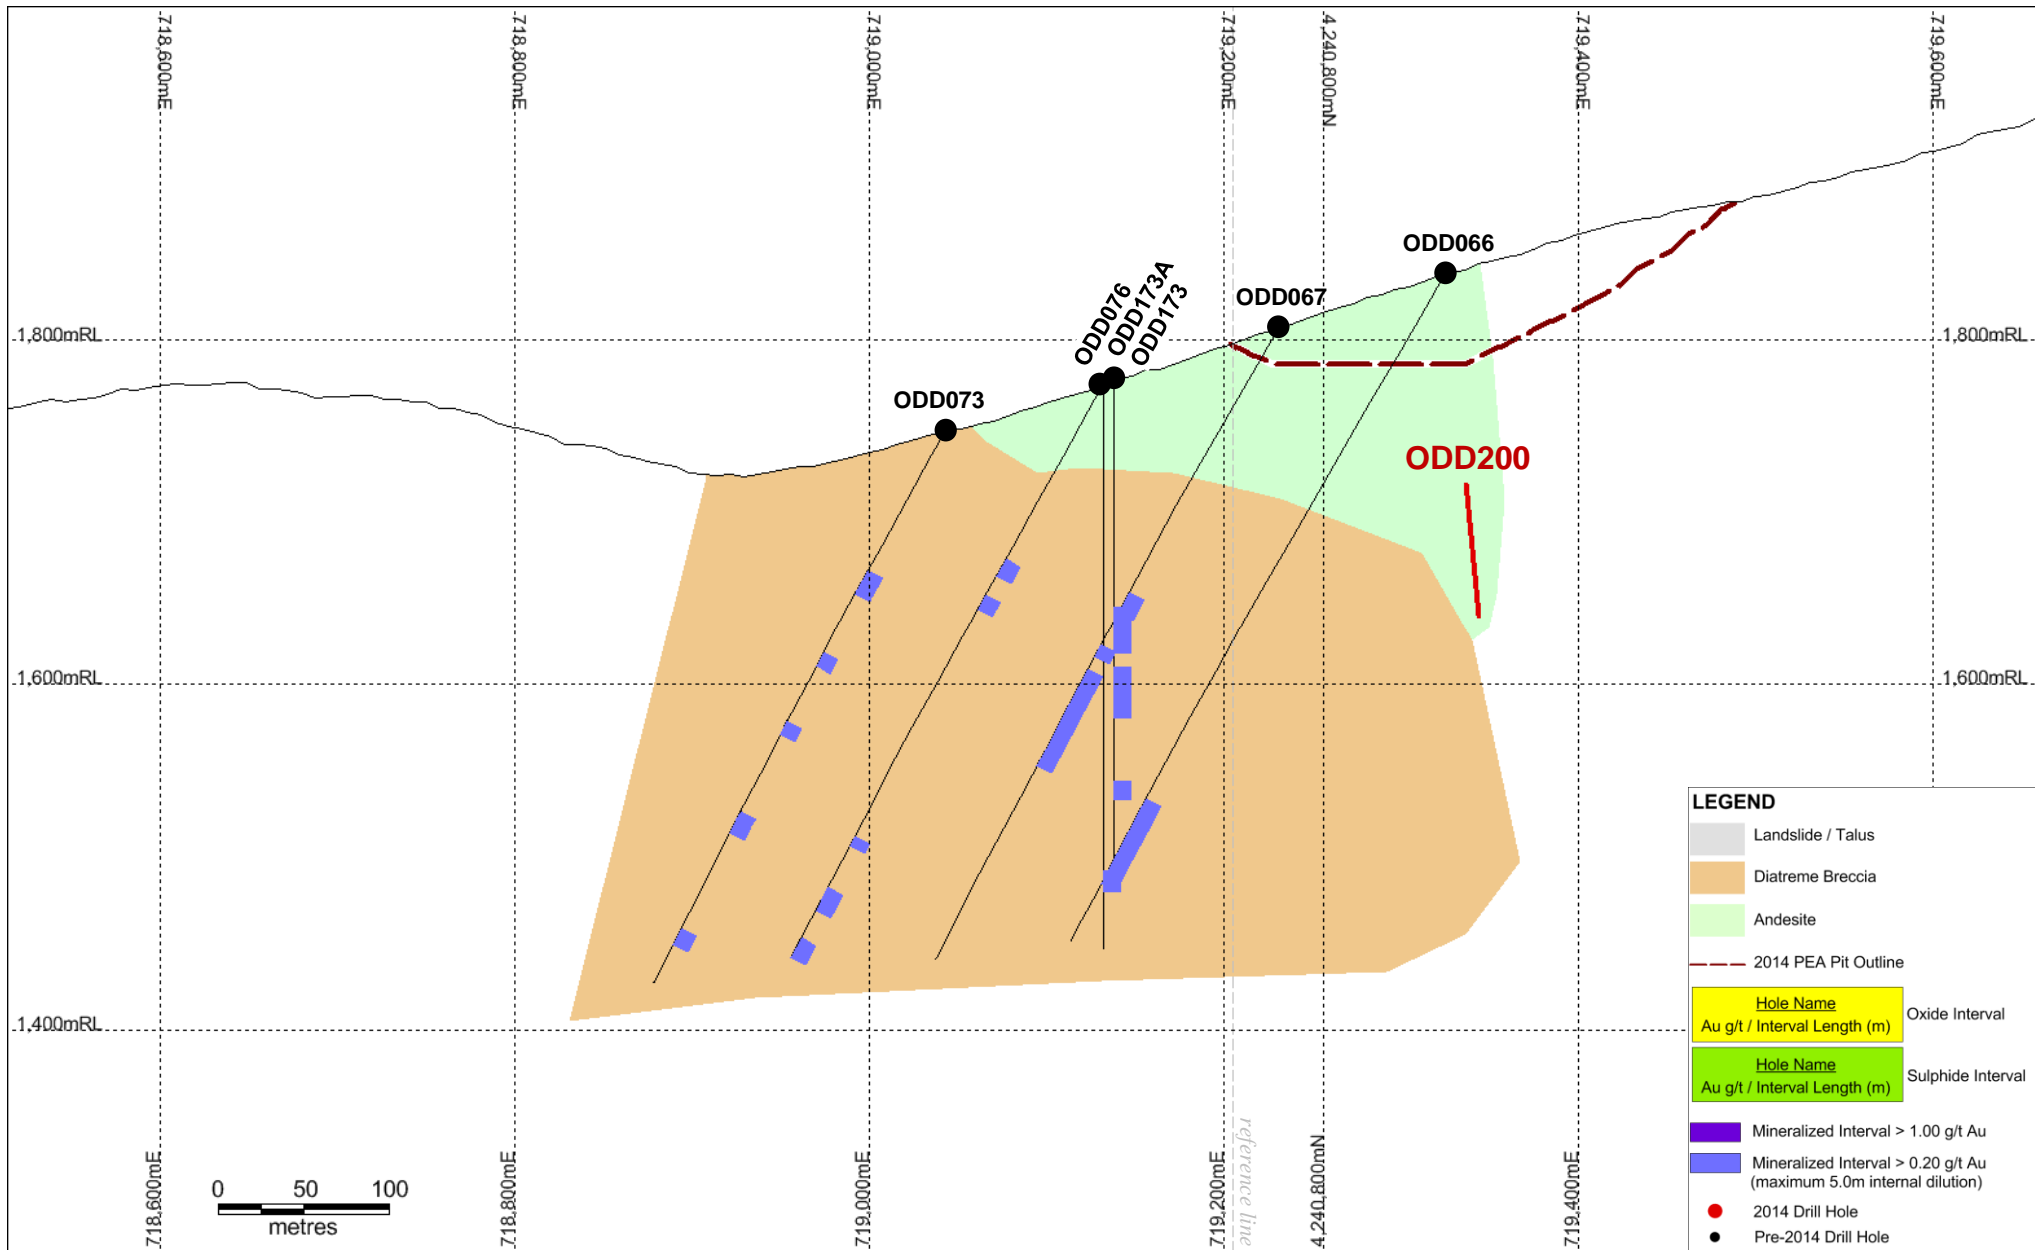 718,600mE
718,800mE
719,000mE
719,200mE
4,240,800mN
719,400mE
719,600mE
ODD066
ODD173A
ODD076
ODD173
ODD067
1,800mRL
1,800mRL
ODD073
ODD200
1,600mRL
1,600mRL
1,400mRL
LEGEND
Landslide / Talus
Diatreme Breccia
Andesite
2014 PEA Pit Outline
Hole Name
Au g/t / Interval Length (m)
Oxide Interval
Hole Name
Au g/t / Interval Length (m)
Sulphide Interval
Mineralized Interval > 1.00 g/t Au
Mineralized Interval > 0.20 g/t Au
(maximum 5.0m internal dilution)
2014 Drill Hole
Pre-2014 Drill Hole
718,600mE
718,800mE
719,000mE
719,200mE
reference line
4,240,800mN
719,400mE
0 50 100
metres